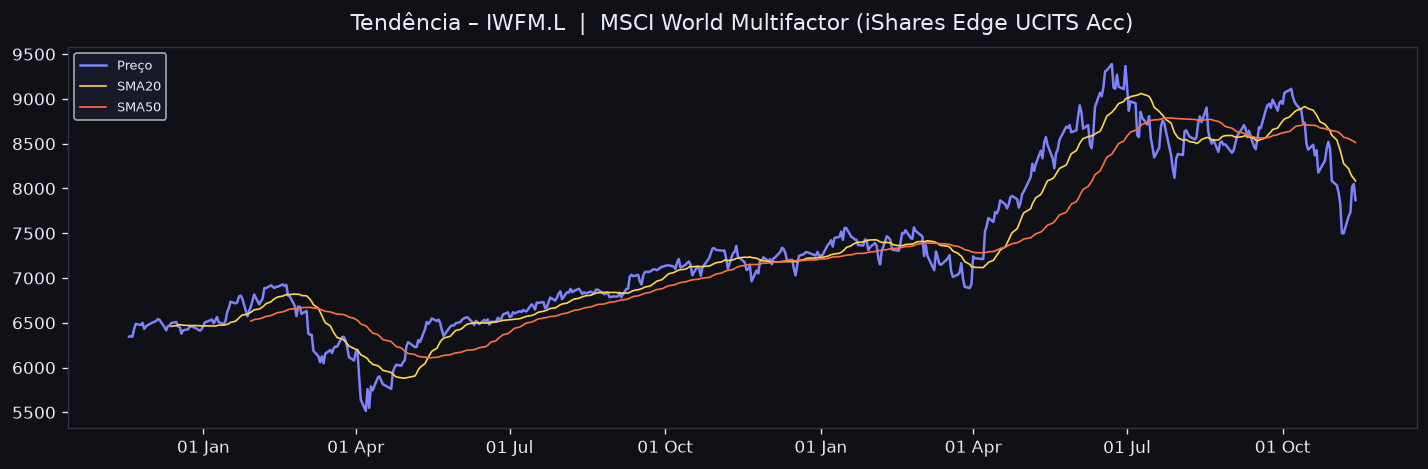 Tendência – IWFM.L | MSCI World Multifactor (iShares Edge UCITS Acc)
9500
9000
8500
8000
7500
7000
6500
6000
5500
Preço
SMA20
SMA50
01 Jan
01 Apr
01 Jul
01 Oct
01 Jan
01 Apr
01 Jul
01 Oct